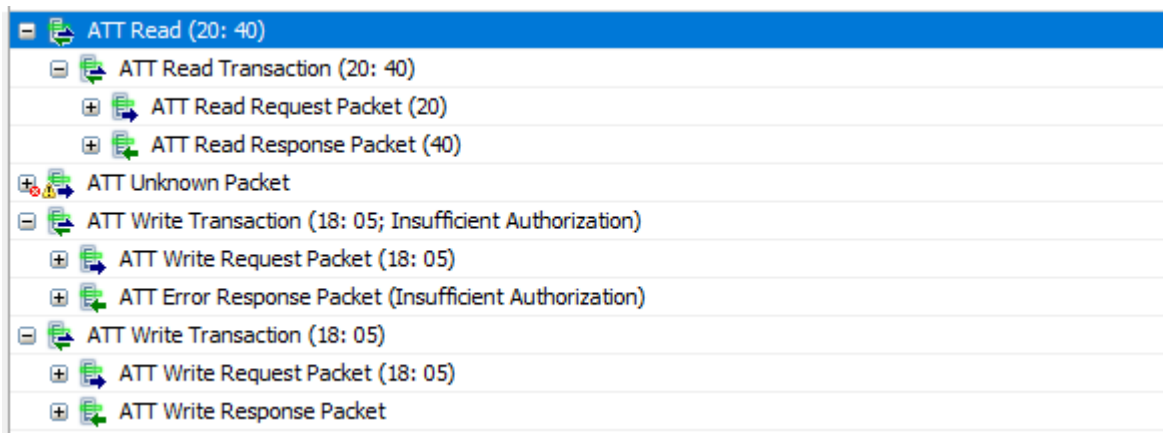 ATT Read (20: 40)
ATT Read Transaction (20: 40)
ATT Read Request Packet (20)
ATT Read Response Packet (40)
ATT Unknown Packet
ATT Write Transaction (18: 05; Insufficient Authorization)
ATT Write Request Packet (18: 05)
ATT Error Response Packet (Insufficient Authorization)
ATT Write Transaction (18: 05)
ATT Write Request Packet (18: 05)
ATT Write Response Packet